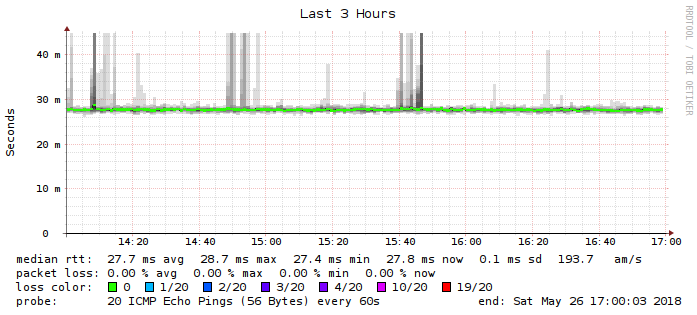 Last 3 Hours
RRDTOOL / TOBI OETIKER
Seconds
40 m
30 m
20 m
10 m
0
14:20 14:40 15:00 15:20 15:40 16:00 16:20 16:40 17:00
median rtt: 27.7 ms avg 28.7 ms max 27.4 ms min 27.8 ms now 0.1 ms sd 193.7 am/s
packet loss: 0.00 % avg 0.00 % max 0.00 % min 0.00 % now
loss color: 0 1/20 2/20 3/20 4/20 10/20 19/20
probe: 20 ICMP Echo Pings (56 Bytes) every 60s end: Sat May 26 17:00:03 2018